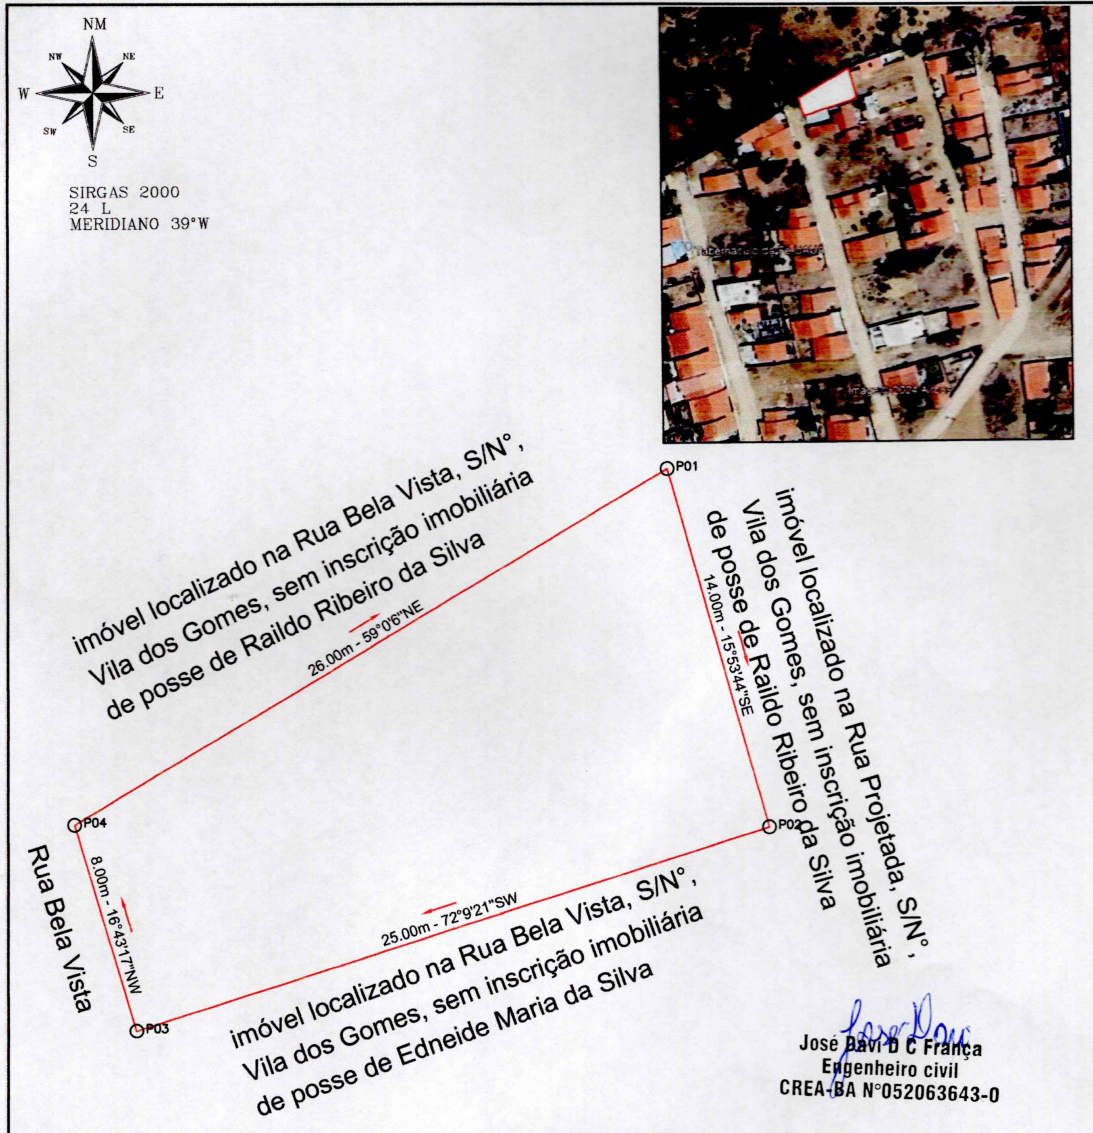 NM
NW
NE
W
E
SW
SE
S
SIRGAS 2000
24 L
MERIDIANO 39°W
imóvel localizado na Rua Bela Vista, S/N°,
Vila dos Gomes, sem inscrição imobiliária
de posse de Raildo Ribeiro da Silva
26.00m - 59°0'6"NE
P01
imóvel localizado na Rua Projetada, S/N°,
Vila dos Gomes, sem inscrição imobiliária
de posse de Raildo Ribeiro da Silva
14.00m - 15°53'44"SE
P02
P04
Rua Bela Vista
8.00m - 16°43'17"NW
P03
25.00m - 72°9'21"SW
imóvel localizado na Rua Bela Vista, S/N°,
Vila dos Gomes, sem inscrição imobiliária
de posse de Edneide Maria da Silva
José Davi D C França
Engenheiro civil
CREA-BA N°052063643-0